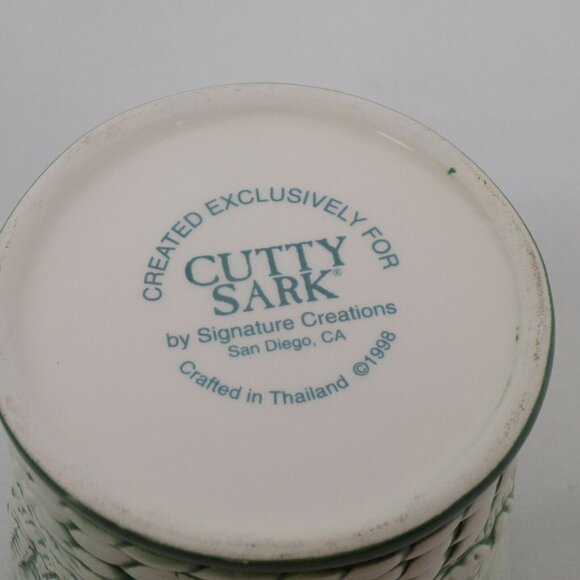 CREATED EXCLUSIVELY FOR
CUTTY
SARK®
by Signature Creations
San Diego, CA
Crafted in Thailand ©1998